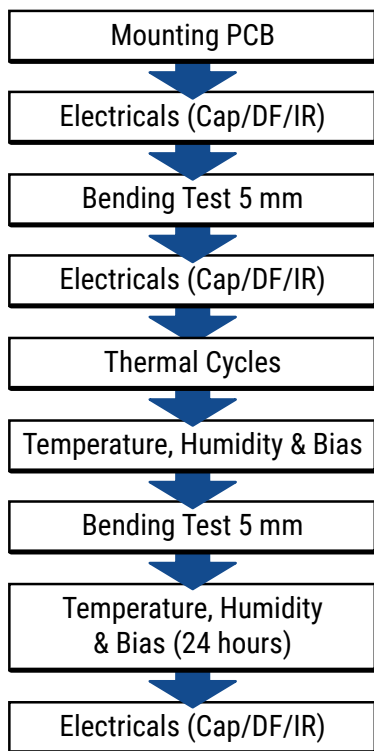 Mounting PCB
Electricals (Cap/DF/IR)
Bending Test 5 mm
Electricals (Cap/DF/IR)
Thermal Cycles
Temperature, Humidity & Bias
Bending Test 5 mm
Temperature, Humidity
& Bias (24 hours)
Electricals (Cap/DF/IR)